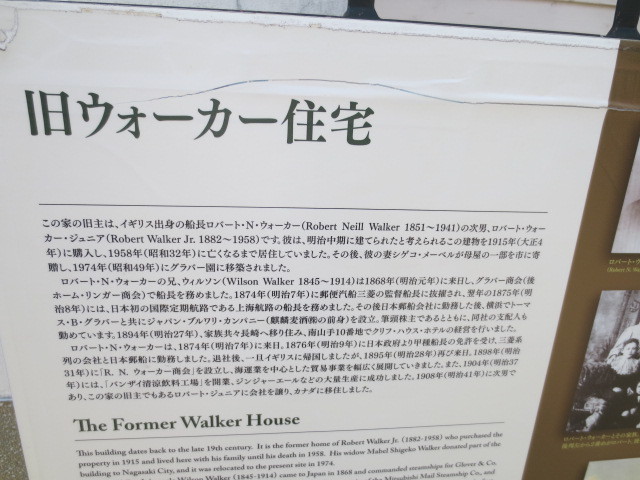 旧ウォーカー住宅
この家の旧主は、イギリス出身の船長ロバート・N・ウォーカー(Robert Neill Walker 1851〜1941)の次男、ロバート・ウォー
カー・ジュニア(Robert Walker Jr. 1882〜1958)です。彼は、明治中期に建てられたと考えられるこの建物を1915年(大正4
年)に購入し、1958年(昭和32年)に亡くなるまで居住していました。その後、彼の妻シゲコ・メーベルが母屋の一部を市に寄
贈し、1974年(昭和49年)にグラバー園に移築されました。
ロバート・N・ウォーカーの兄、ウィルソン(Wilson Walker 1845〜1914)は1868年(明治元年)に来日し、グラバー商会(後
ホーム・リンガー商会)で船長を務めました。1874年(明治7年)に郵便汽船三菱の監督船長に抜擢され、翌年の1875年(明
治8年)には、日本初の国際定期航路である上海航路の船長を務めました。その後日本郵船会社に勤務した後、横浜でトーマ
ス・B・グラバーと共にジャパン・ブルワリ・カンパニー(麒麟麦酒㈱の前身)を設立。筆頭株主であるとともに、同社の支配人も
勤めています。1894年(明治27年)、家族共々長崎へ移り住み、南山手10番地でクリフ・ハウス・ホテルの経営を行いました。
ロバート・N・ウォーカーは、1874年(明治7年)に来日。1876年(明治9年)に日本政府より甲種船長の免許を受け、三菱系
列の会社と日本郵船に勤務しました。退社後、一旦イギリスに帰国しましたが、1895年(明治28年)再び来日。1898年(明治
31年)に「R. N. ウォーカー商会」を設立し、海運業を中心とした貿易事業を幅広く展開していきました。また、1904年(明治37
年)には、「バンザイ清涼飲料工場」を開業、ジンジャーエールなどの大量生産に成功しました。1908年(明治41年)に次男で
あり、この家の旧主でもあるロバート・ジュニアに会社を譲り、カナダに移住しました。
The Former Walker House
This building dates back to the late 19th century. It is the former home of Robert Walker Jr. (1882-1958) who purchased the
property in 1915 and lived here with his family until his death in 1958. His widow Mabel Shigeko Walker donated part of the
building to Nagasaki City, and it was relocated to the present site in 1974.
Wilson Walker (1845-1914) came to Japan in 1868 and commanded steamships for Glover & Co.
of the Mitsubishi Mail Steamship Co., and